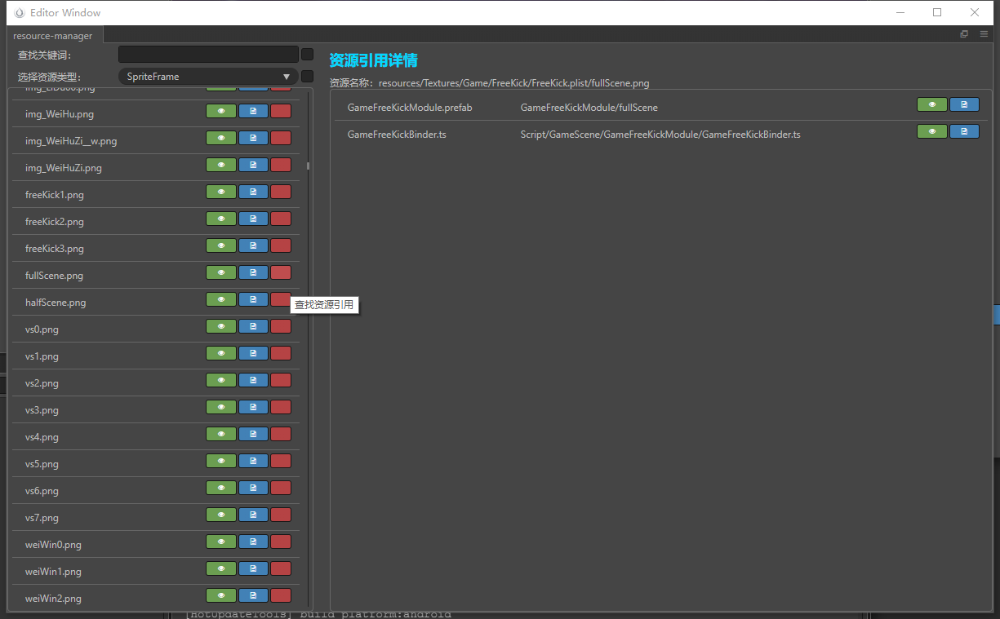 Editor Window
resource-manager
查找关键词：
选择资源类型：
SpriteFrame
img_WeiHu.png
img_WeiHuZi__w.png
img_WeiHuZi.png
freeKick1.png
freeKick2.png
freeKick3.png
fullScene.png
halfScene.png
查找资源引用
vs0.png
vs1.png
vs2.png
vs3.png
vs4.png
vs5.png
vs6.png
vs7.png
weiWin0.png
weiWin1.png
weiWin2.png
资源引用详情
资源名称：resources/Textures/Game/FreeKick/FreeKick.plist/fullScene.png
GameFreeKickModule.prefab GameFreeKickModule/fullScene
GameFreeKickBinder.ts Script/GameScene/GameFreeKickModule/GameFreeKickBinder.ts
[HotUpdateTools] build platform:android